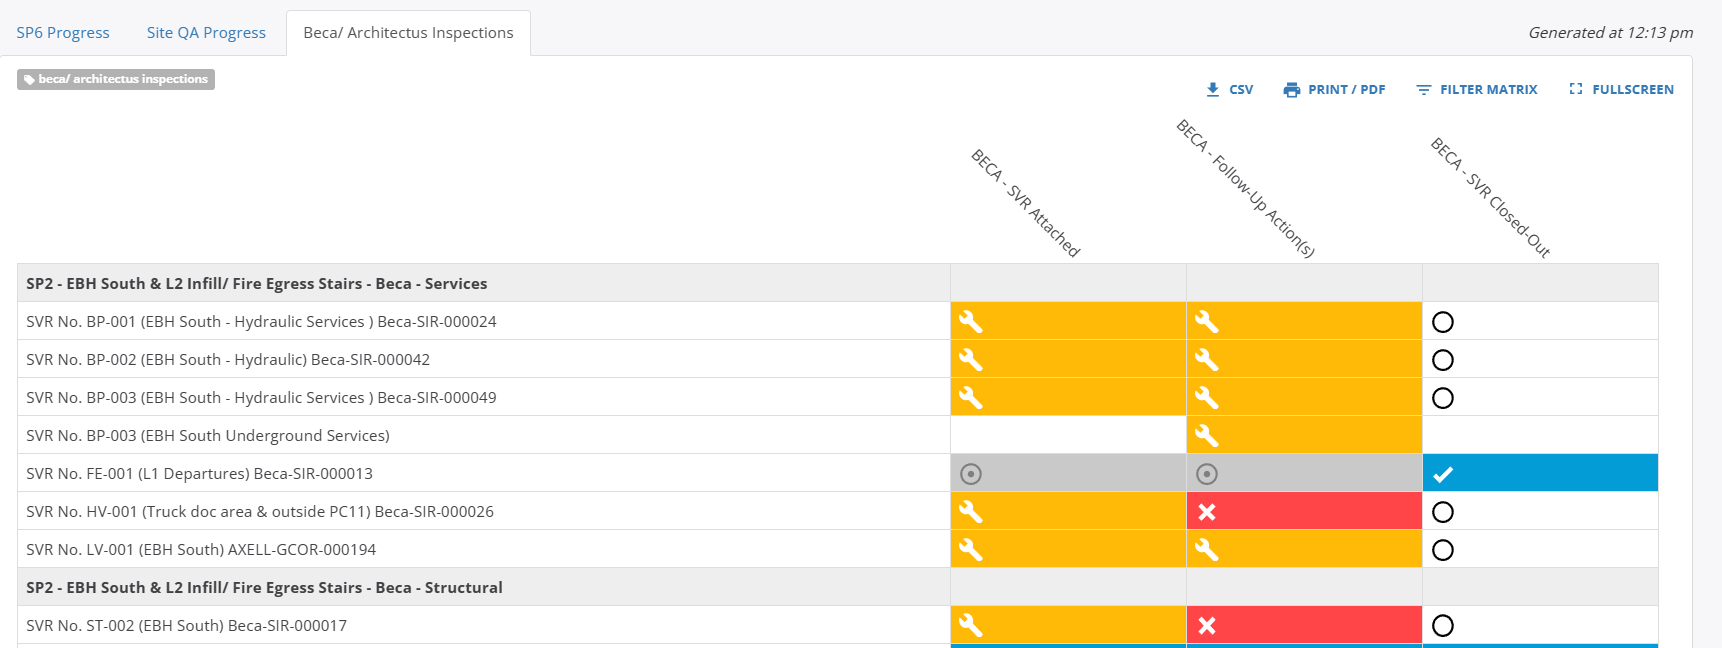 SP6 Progress
Site QA Progress
Beca/ Architectus Inspections
Generated at 12:13 pm
beca/ architectus inspections
CSV
PRINT / PDF
FILTER MATRIX
FULLSCREEN
BECA - SVR Attached
BECA - Follow-Up Action(s)
BECA - SVR Closed-Out
SP2 - EBH South & L2 Infill/ Fire Egress Stairs - Beca - Services
SVR No. BP-001 (EBH South - Hydraulic Services ) Beca-SIR-000024
SVR No. BP-002 (EBH South - Hydraulic) Beca-SIR-000042
SVR No. BP-003 (EBH South - Hydraulic Services ) Beca-SIR-000049
SVR No. BP-003 (EBH South Underground Services)
SVR No. FE-001 (L1 Departures) Beca-SIR-000013
SVR No. HV-001 (Truck doc area & outside PC11) Beca-SIR-000026
SVR No. LV-001 (EBH South) AXELL-GCOR-000194
SP2 - EBH South & L2 Infill/ Fire Egress Stairs - Beca - Structural
SVR No. ST-002 (EBH South) Beca-SIR-000017